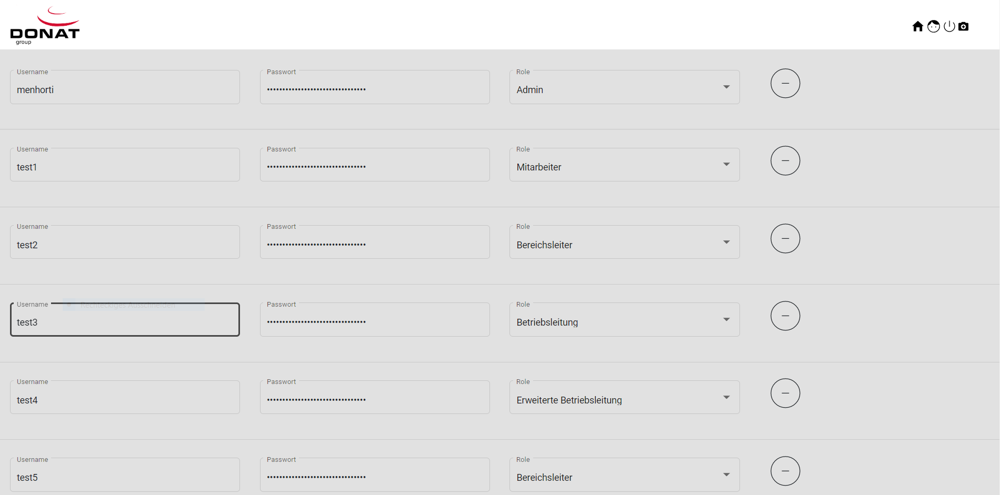 DONAT
group
Username Passwort Role
menhorti ••••••••••••••••••••••••••••••• Admin
Username Passwort Role
test1 ••••••••••••••••••••••••••••••• Mitarbeiter
Username Passwort Role
test2 ••••••••••••••••••••••••••••••• Bereichsleiter
Username Rechteckiges Ausschneiden Passwort Role
test3 ••••••••••••••••••••••••••••••• Betriebsleitung
Username Passwort Role
test4 ••••••••••••••••••••••••••••••• Erweiterte Betriebsleitung
Username Passwort Role
test5 ••••••••••••••••••••••••••••••• Bereichsleiter